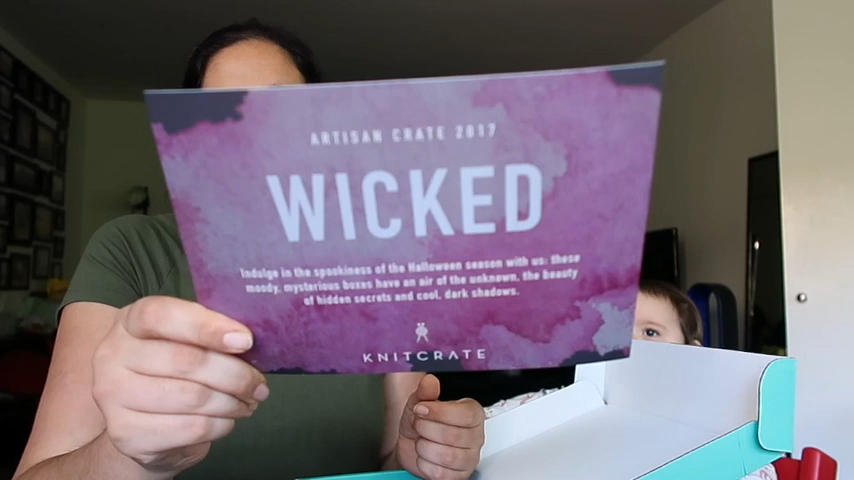 ARTISAN CRATE 2017
WICKED
Indulge in the spookiness of the Halloween season with us: these
moody, mysterious boxes have an air of the unknown, the beauty
of hidden secrets and cool, dark shadows.
KNITCRATE